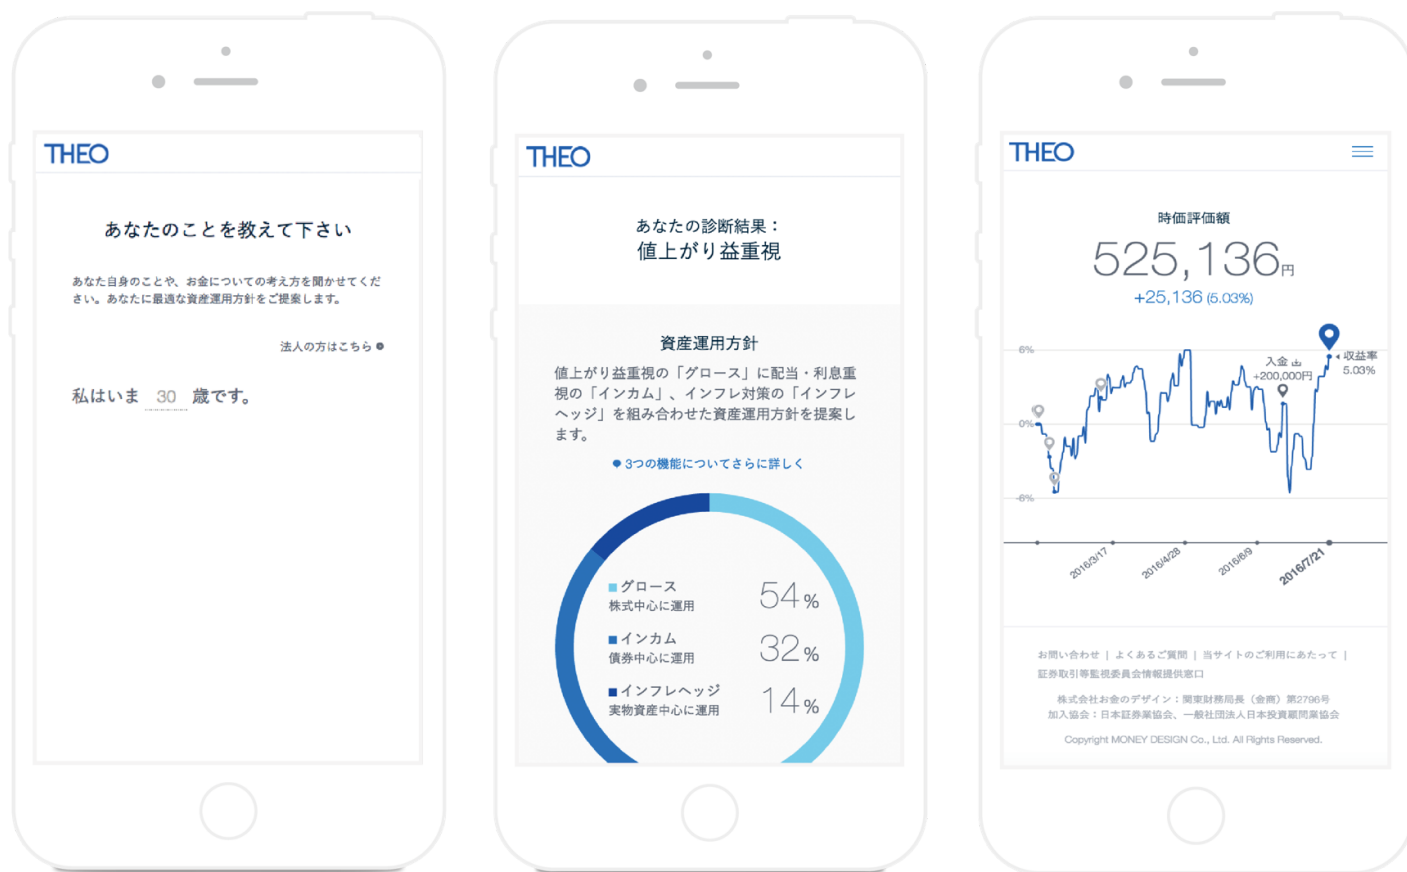 THEO
あなたのことを教えて下さい
あなた自身のことや、お金についての考え方を聞かせてくだ
さい。あなたに最適な資産運用方針をご提案します。
法人の方はこちら
私はいま 30 歳です。
THEO
あなたの診断結果：
値上がり益重視
資産運用方針
値上がり益重視の「グロース」に配当・利息重
視の「インカム」、インフレ対策の「インフレ
ヘッジ」を組み合わせた資産運用方針を提案し
ます。
3つの機能についてさらに詳しく
グロース
株式中心に運用
54%
インカム
債券中心に運用
32%
インフレヘッジ
実物資産中心に運用
14%
THEO
時価評価額
525,136円
+25,136 (5.03%)
6%
0%
-6%
入金
+200,000円
収益率
5.03%
2016/3/17
2016/4/28
2016/6/9
2016/7/21
お問い合わせ | よくあるご質問 | 当サイトのご利用にあたって |
証券取引等監視委員会情報提供窓口
株式会社お金のデザイン：関東財務局長（金商）第2796号
加入協会：日本証券業協会、一般社団法人日本投資顧問業協会
Copyright MONEY DESIGN Co., Ltd. All Rights Reserved.